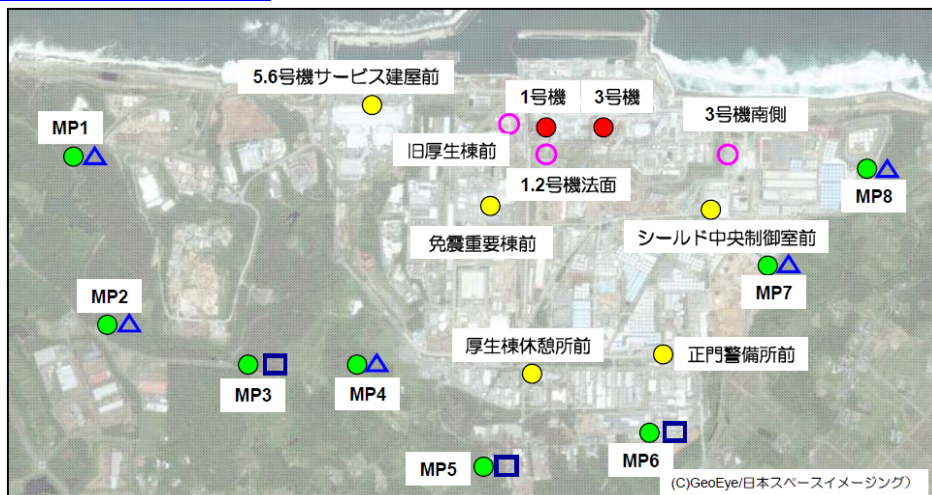 5.6号機サービス建屋前
1号機
3号機
3号機南側
MP1
旧厚生棟前
1.2号機法面
MP8
免震重要棟前
シールド中央制御室前
MP7
MP2
厚生棟休憩所前
正門警備所前
MP3
MP4
MP6
MP5
(C)GeoEye/日本スペースイメージング）